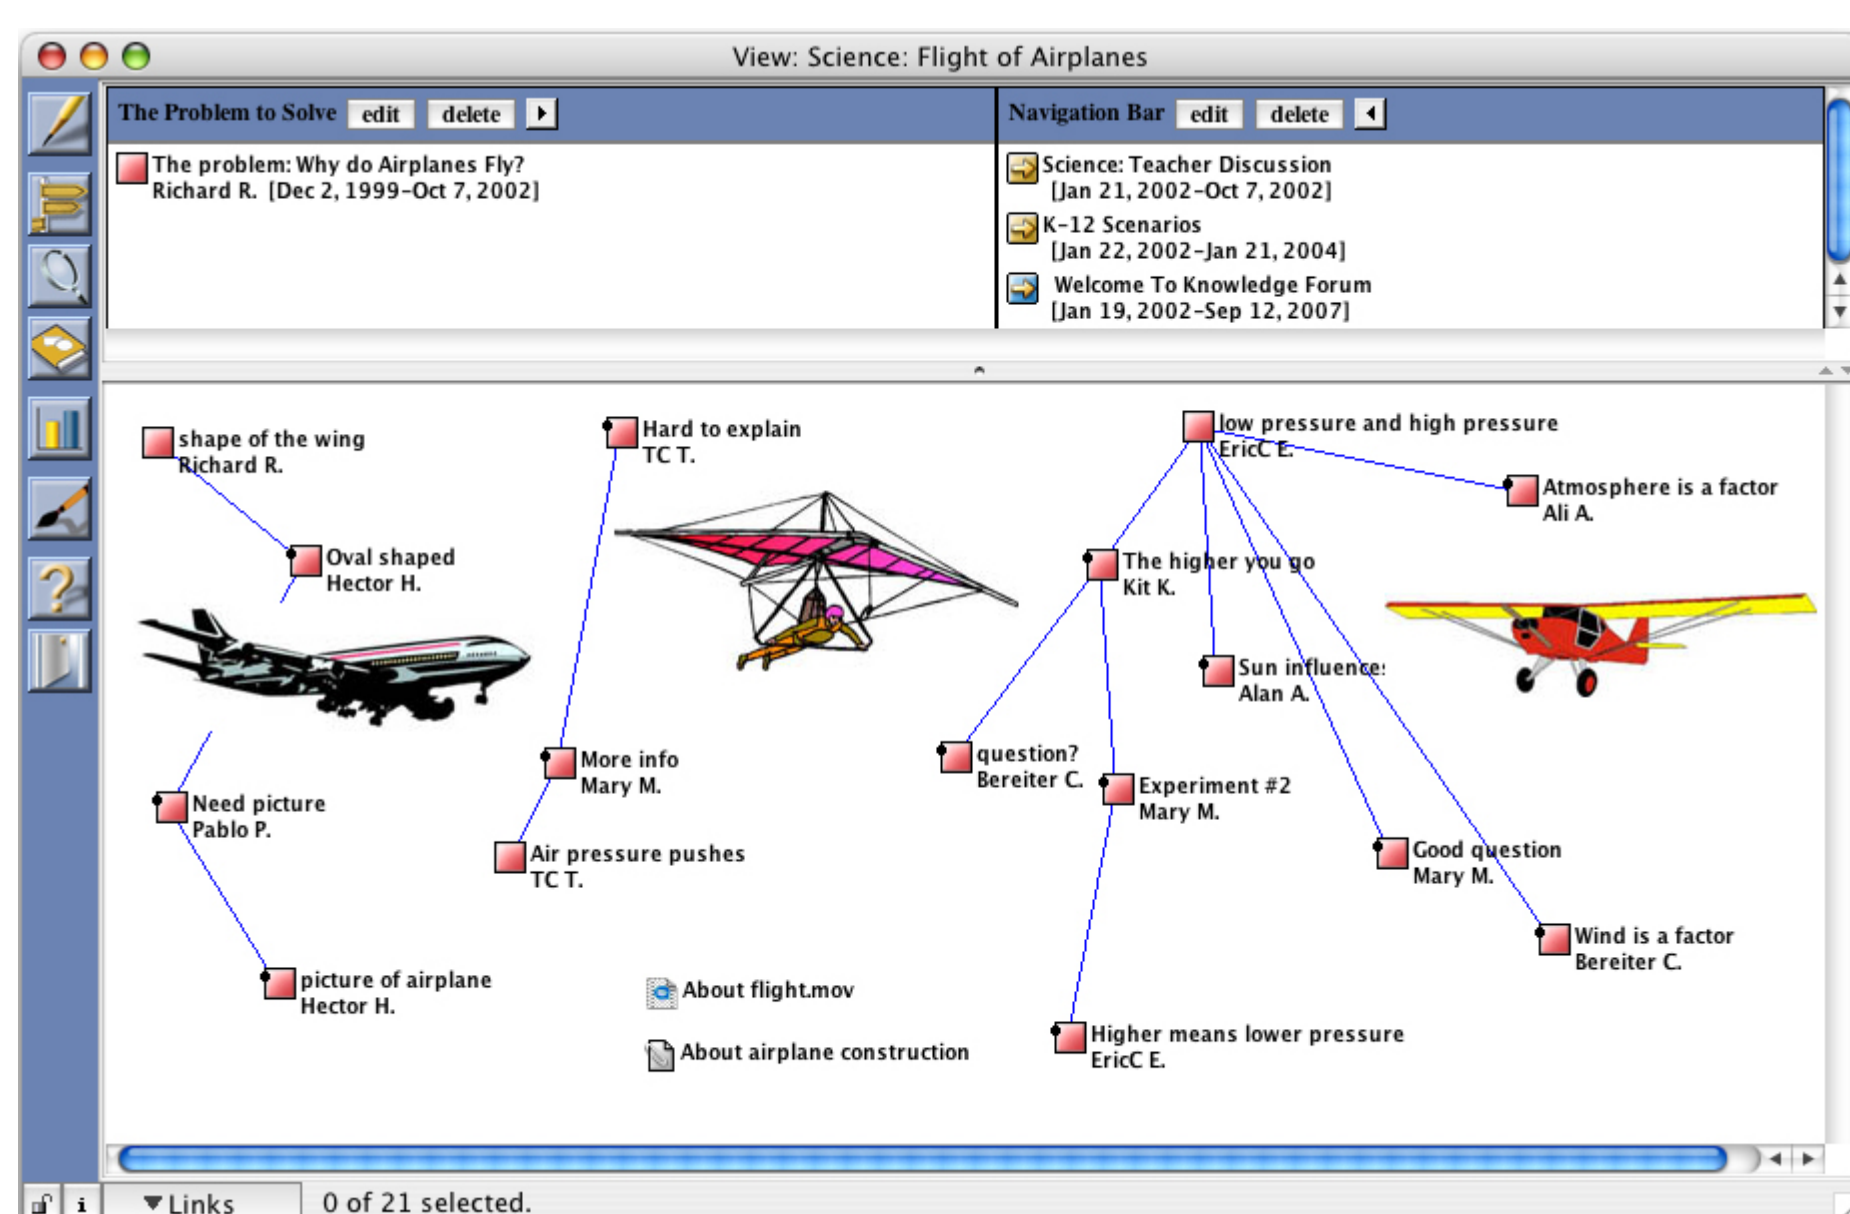 View: Science: Flight of Airplanes
The Problem to Solve edit delete
Navigation Bar edit delete
The problem: Why do Airplanes Fly?
Richard R. [Dec 2, 1999-Oct 7, 2002]
Science: Teacher Discussion
[Jan 21, 2002-Oct 7, 2002]
K-12 Scenarios
[Jan 22, 2002-Jan 21, 2004]
Welcome To Knowledge Forum
[Jan 19, 2002-Sep 12, 2007]
shape of the wing
Richard R.
Hard to explain
TC T.
low pressure and high pressure
EricC E.
Atmosphere is a factor
Ali A.
Oval shaped
Hector H.
The higher you go
Kit K.
Sun influence:
Alan A.
More info
Mary M.
question?
Bereiter C.
Experiment #2
Mary M.
Need picture
Pablo P.
Air pressure pushes
TC T.
Good question
Mary M.
Wind is a factor
Bereiter C.
picture of airplane
Hector H.
About flight.mov
About airplane construction
Higher means lower pressure
EricC E.
i
Links
0 of 21 selected.